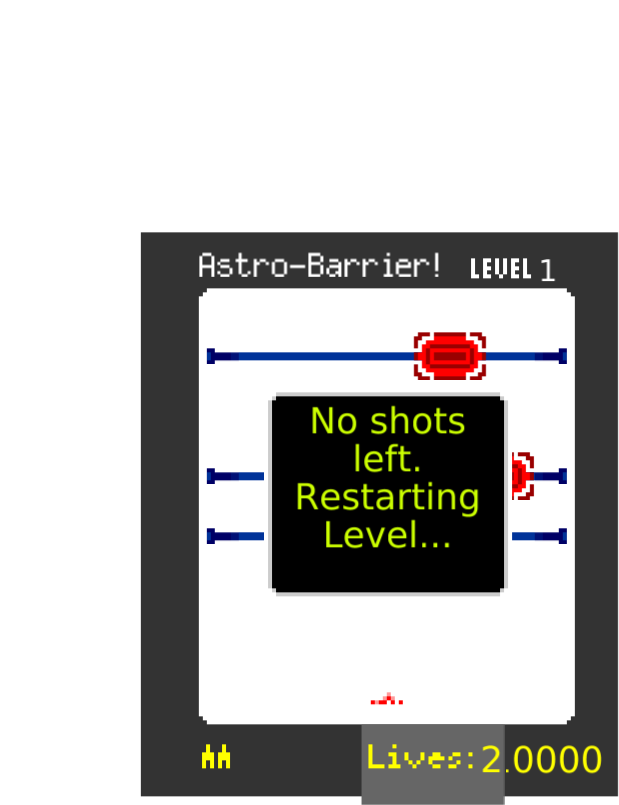 Astro-Barrier! LEVEL 1
No shots
left.
Restarting
Level...
Lives:2.0000